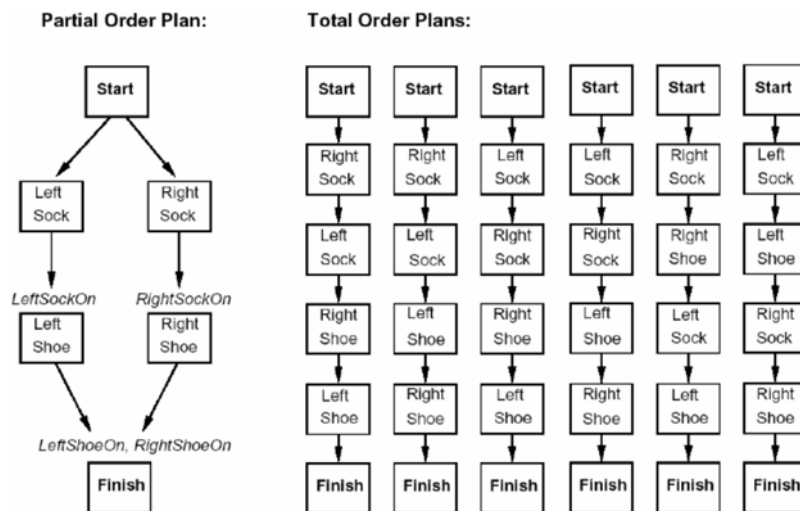 Partial Order Plan:
Total Order Plans:
Start
Left
Sock
Right
Sock
LeftSockOn
RightSockOn
Left
Shoe
Right
Shoe
LeftShoeOn, RightShoeOn
Finish
Start
Right
Sock
Left
Sock
Right
Shoe
Left
Shoe
Finish
Start
Right
Sock
Left
Sock
Left
Shoe
Right
Shoe
Finish
Start
Left
Sock
Right
Sock
Right
Shoe
Left
Shoe
Finish
Start
Left
Sock
Right
Sock
Left
Shoe
Right
Shoe
Finish
Start
Right
Sock
Right
Shoe
Left
Sock
Left
Shoe
Finish
Start
Left
Sock
Left
Shoe
Right
Sock
Right
Shoe
Finish